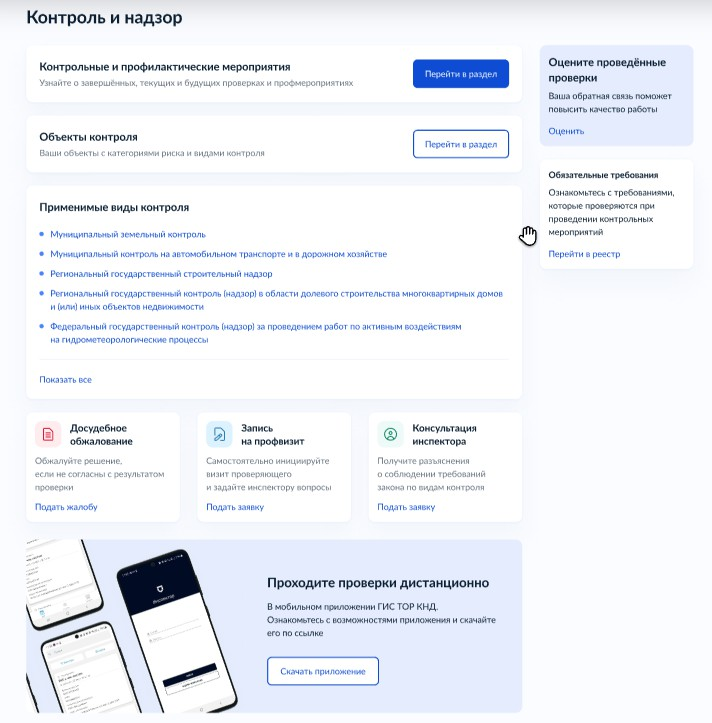 Контроль и надзор
Контрольные и профилактические мероприятия
Узнайте о завершённых, текущих и будущих проверках и профмероприятиях
Перейти в раздел
Объекты контроля
Ваши объекты с категориями риска и видами контроля
Перейти в раздел
Применимые виды контроля
Муниципальный земельный контроль
Муниципальный контроль на автомобильном транспорте и в дорожном хозяйстве
Региональный государственный строительный надзор
Региональный государственный контроль (надзор) в области долевого строительства многоквартирных домов
и (или) иных объектов недвижимости
Федеральный государственный контроль (надзор) за проведением работ по активным воздействиям
на гидрометеорологические процессы
Показать все
Оцените проведённые
проверки
Ваша обратная связь поможет
повысить качество работы
Оценить
Обязательные требования
Ознакомьтесь с требованиями,
которые проверяются при
проведении контрольных
мероприятий
Перейти в реестр
Досудебное
обжалование
Обжалуйте решение,
если не согласны с результатом
проверки
Подать жалобу
Запись
на профвизит
Самостоятельно инициируйте
визит проверяющего
и задайте инспектору вопросы
Подать заявку
Консультация
инспектора
Получите разъяснения
о соблюдении требований
закона по видам контроля
Подать заявку
Проходите проверки дистанционно
В мобильном приложении ГИС ТОР КНД.
Ознакомьтесь с возможностями приложения и скачайте
его по ссылке
Скачать приложение